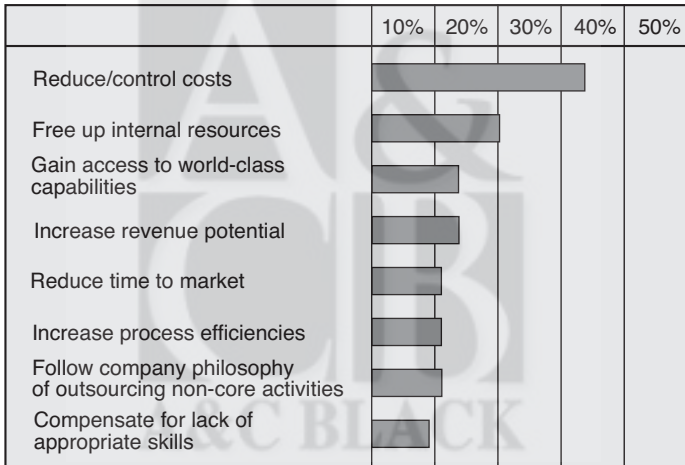 10% 20% 30% 40% 50%
Reduce/control costs
Free up internal resources
Gain access to world-class
capabilities
Increase revenue potential
Reduce time to market
Increase process efficiencies
Follow company philosophy
of outsourcing non-core activities
Compensate for lack of
appropriate skills
A&
CB
A&C BLACK